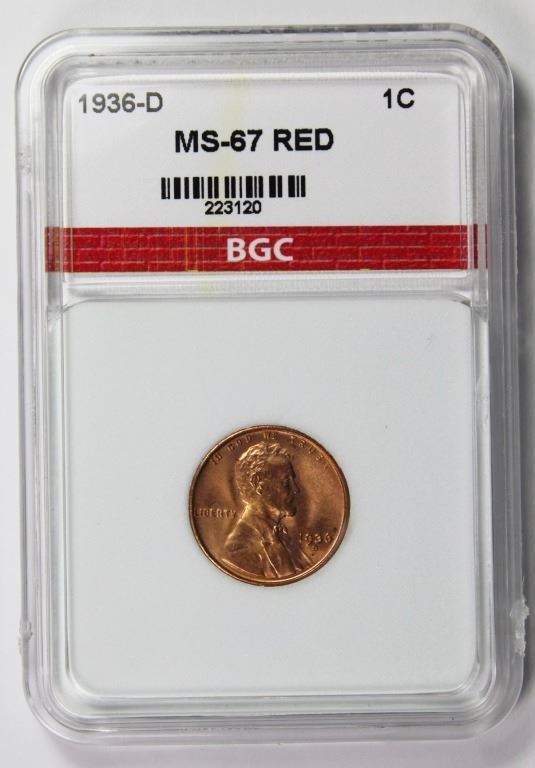 1936-D 1C
MS-67 RED
223120
BGC
IN GOD WE TRUST
LIBERTY
1936
D